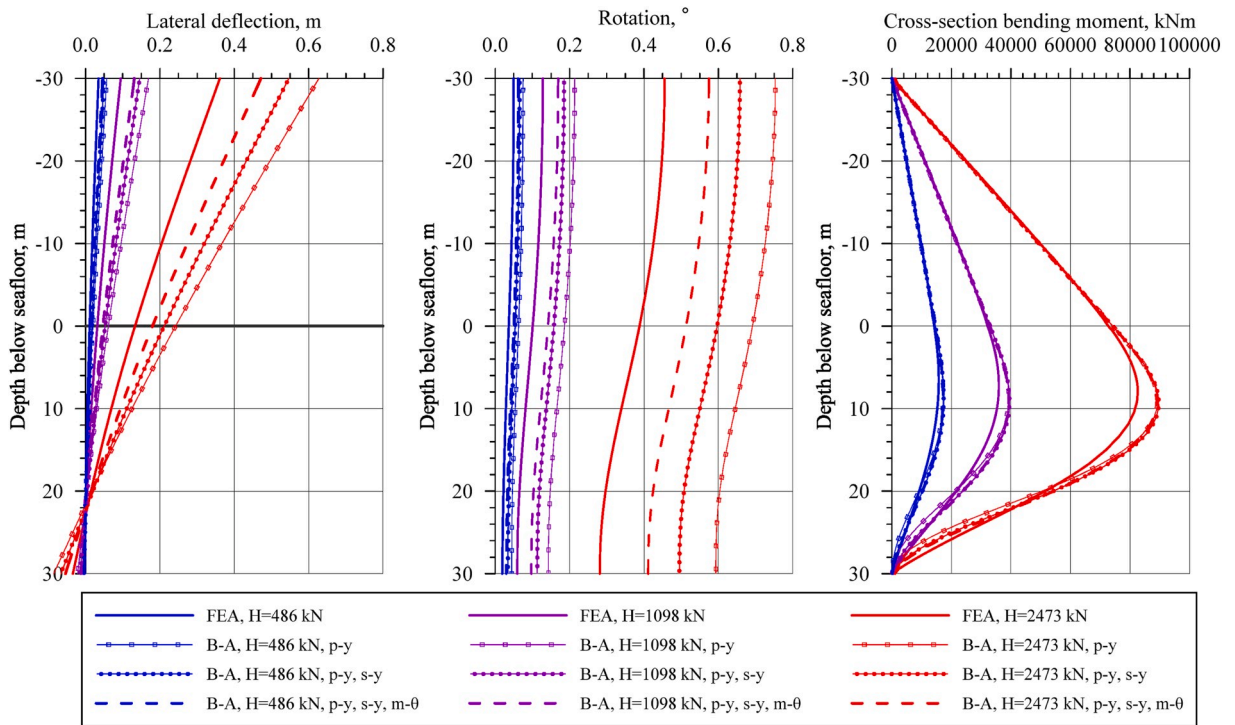 Lateral deflection, m
0.0 0.2 0.4 0.6 0.8
Depth below seafloor, m
-30
-20
-10
0
10
20
30
Rotation, °
0.0 0.2 0.4 0.6 0.8
Depth below seafloor, m
-30
-20
-10
0
10
20
30
Cross-section bending moment, kNm
0 20000 40000 60000 80000 100000
Depth below seafloor, m
-30
-20
-10
0
10
20
30
FEA, H=486 kN
B-A, H=486 kN, p-y
B-A, H=486 kN, p-y, s-y
B-A, H=486 kN, p-y, s-y, m-θ
FEA, H=1098 kN
B-A, H=1098 kN, p-y
B-A, H=1098 kN, p-y, s-y
B-A, H=1098 kN, p-y, s-y, m-θ
FEA, H=2473 kN
B-A, H=2473 kN, p-y
B-A, H=2473 kN, p-y, s-y
B-A, H=2473 kN, p-y, s-y, m-θ